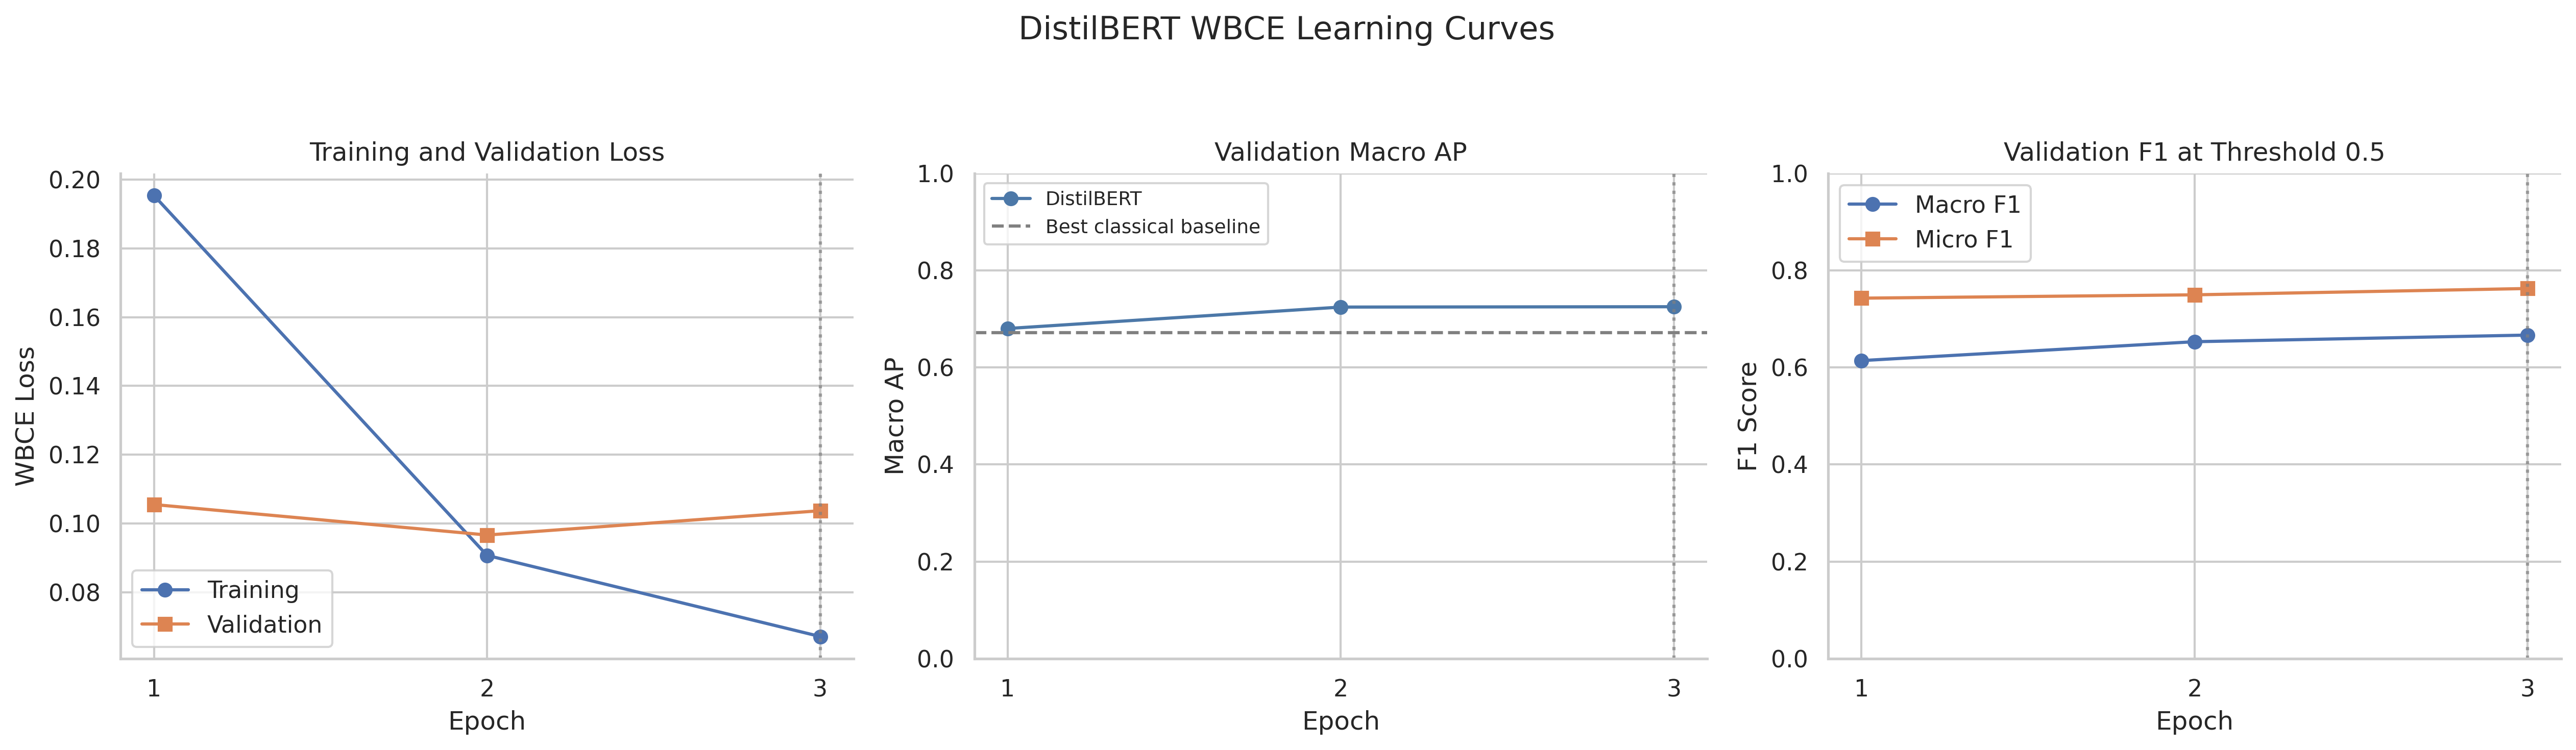 DistilBERT WBCE Learning Curves
Training and Validation Loss
WBCE Loss
0.20
0.18
0.16
0.14
0.12
0.10
0.08
Training
Validation
1 2 3
Epoch
Validation Macro AP
Macro AP
1.0
0.8
0.6
0.4
0.2
0.0
DistilBERT
Best classical baseline
1 2 3
Epoch
Validation F1 at Threshold 0.5
F1 Score
1.0
0.8
0.6
0.4
0.2
0.0
Macro F1
Micro F1
1 2 3
Epoch